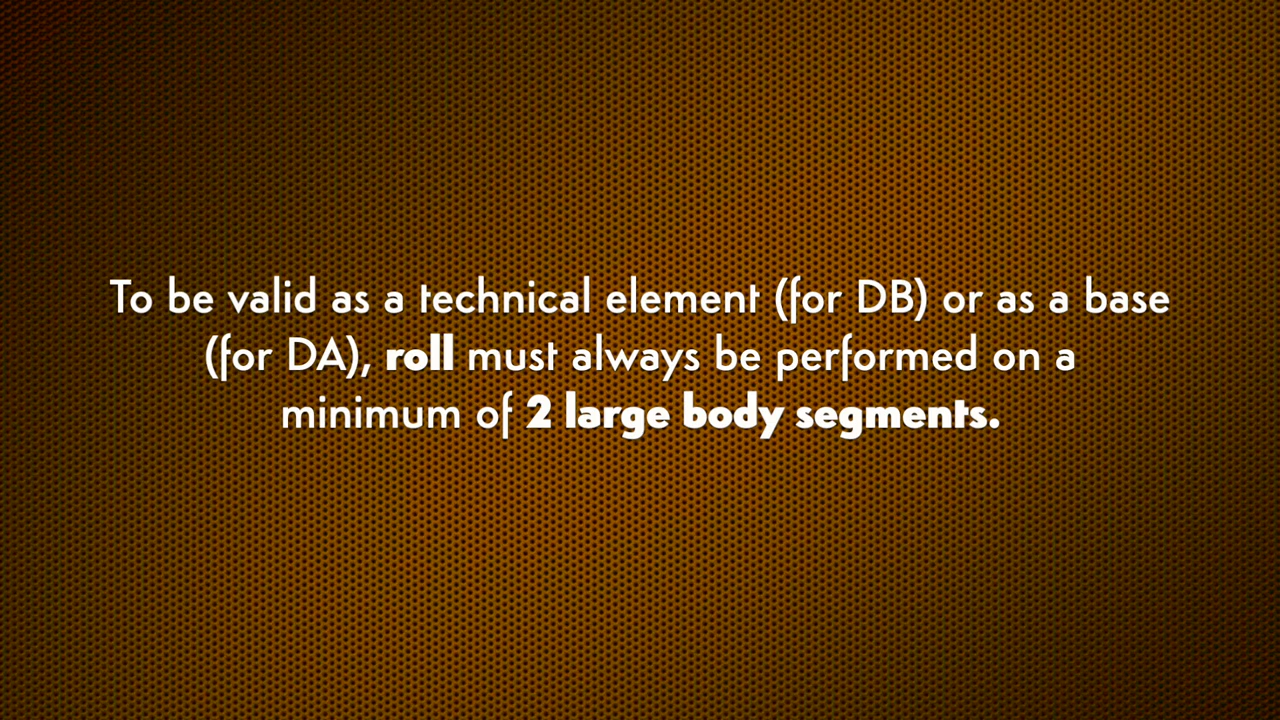 To be valid as a technical element (for DB) or as a base
(for DA), roll must always be performed on a
minimum of 2 large body segments.